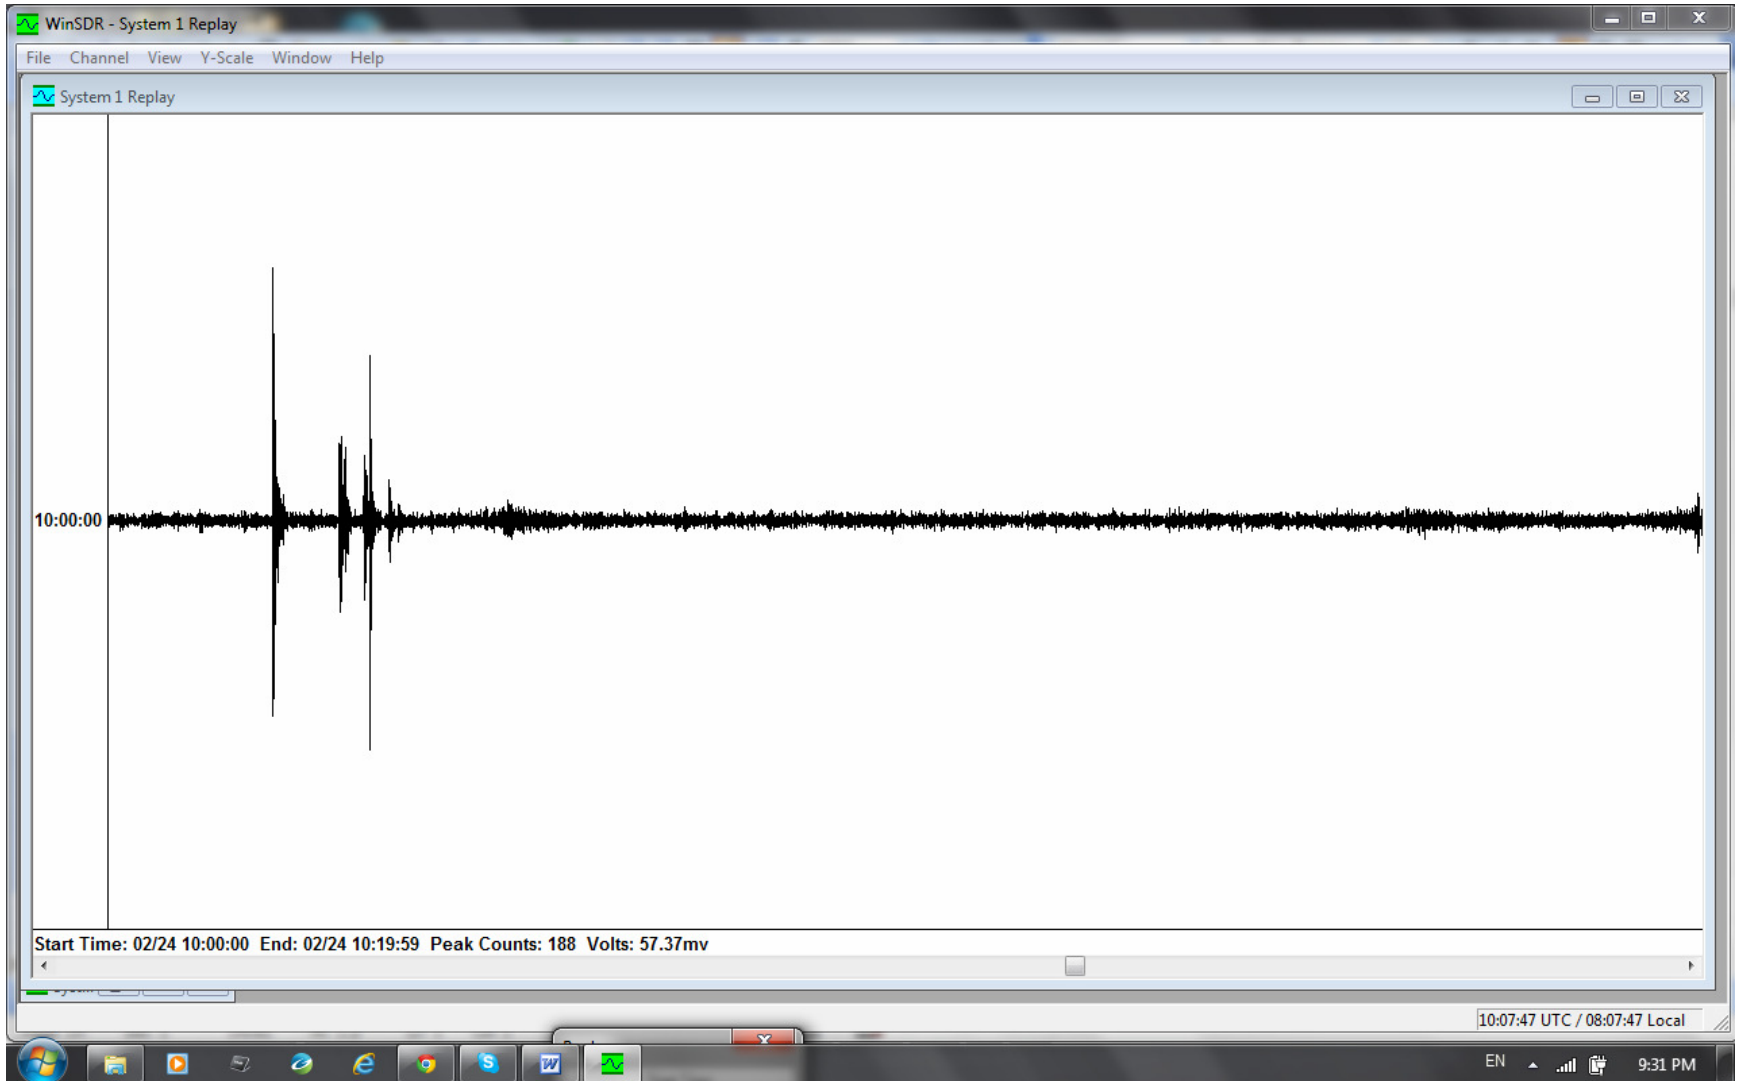 WinSDR - System 1 Replay
File Channel View Y-Scale Window Help
System 1 Replay
10:00:00
Start Time: 02/24 10:00:00 End: 02/24 10:19:59 Peak Counts: 188 Volts: 57.37mv
10:07:47 UTC / 08:07:47 Local
EN
9:31 PM